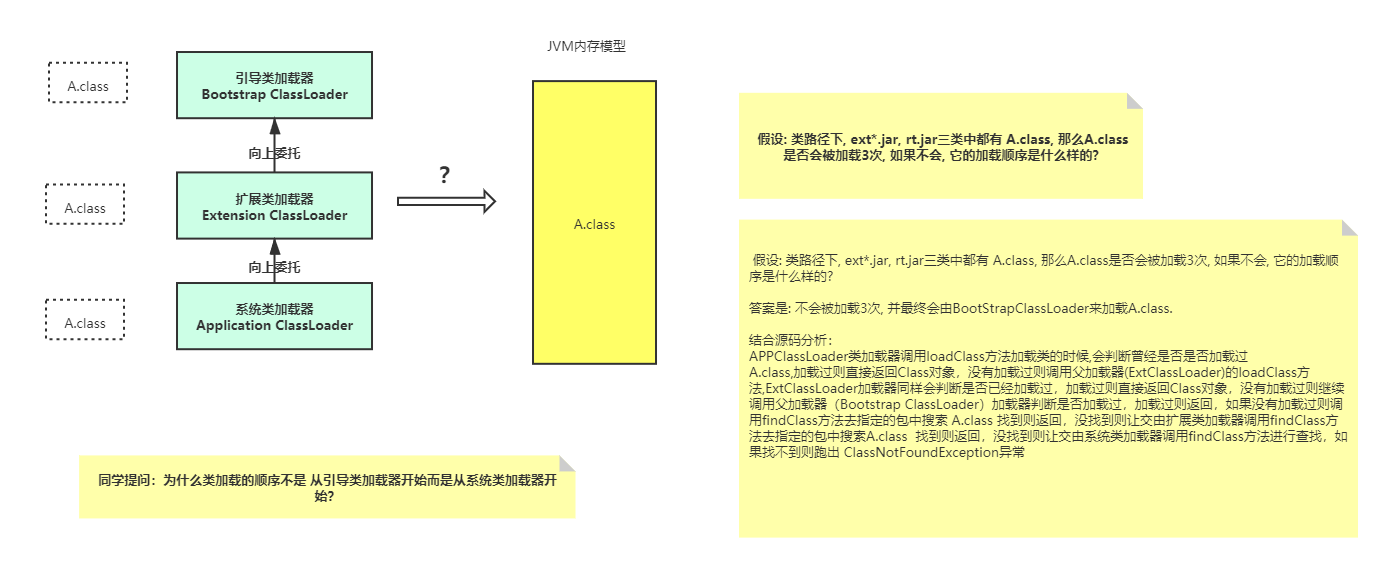 JVM内存模型
A.class
引导类加载器
Bootstrap ClassLoader
向上委托
A.class
扩展类加载器
Extension ClassLoader
?
向上委托
A.class
系统类加载器
Application ClassLoader
A.class
假设: 类路径下, ext*.jar, rt.jar三类中都有 A.class, 那么A.class
是否会被加载3次, 如果不会, 它的加载顺序是什么样的?
假设: 类路径下, ext*.jar, rt.jar三类中都有 A.class, 那么A.class是否会被加载3次, 如果不会, 它的加载顺
序是什么样的?
答案是: 不会被加载3次, 并最终会由BootStrapClassLoader来加载A.class.
结合源码分析：
APPClassLoader类加载器调用loadClass方法加载类的时候,会判断曾经是否是否加载过
A.class,加载过则直接返回Class对象，没有加载过则调用父加载器(ExtClassLoader)的loadClass方
法,ExtClassLoader加载器同样会判断是否已经加载过，加载过则直接返回Class对象，没有加载过则继续
调用父加载器（Bootstrap ClassLoader）加载器判断是否加载过，加载过则返回，如果没有加载过则调
用findClass方法去指定的包中搜索 A.class 找到则返回，没找到则让交由扩展类加载器调用findClass方
法去指定的包中搜索A.class  找到则返回，没找到则让交由系统类加载器调用findClass方法进行查找，如
果找不到则跑出 ClassNotFoundException异常
同学提问：为什么类加载的顺序不是 从引导类加载器开始而是从系统类加载器开
始?